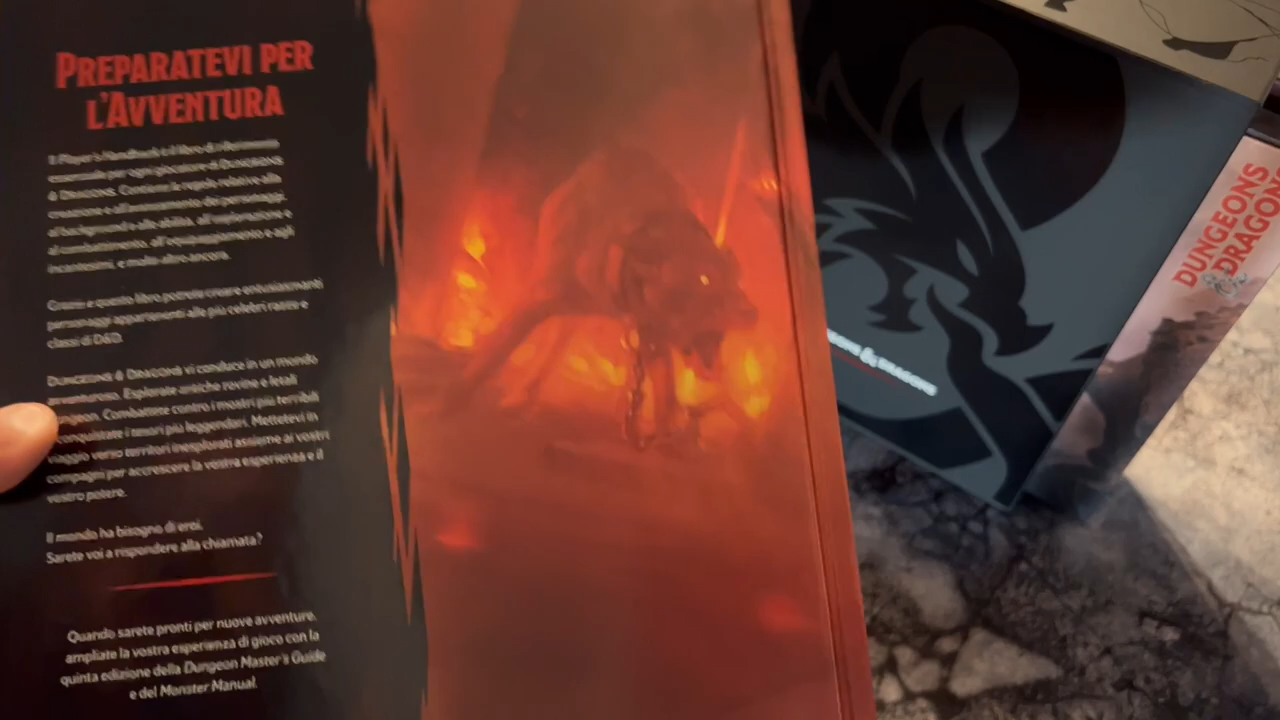 PREPARATEVI PER
L'AVVENTURA
Il Player's Handbook è il libro di riferimento
essenziale per ogni giocatore di DUNGEONS
& DRAGONS. Contiene le regole relative alla
creazione e all'avanzamento dei personaggi,
al background e alle abilità, all'esplorazione e
al combattimento, all'equipaggiamento e agli
incantesimi, e molto altro ancora.
Grazie a questo libro potrete creare entusiasmanti
personaggi appartenenti alle più celebri razze e
classi di D&D.
DUNGEONS & DRAGONS vi conduce in un mondo
Esplorate antiche rovine e letali
Combattete contro i mostri più terribili
conquistate i tesori più leggendari. Mettetevi in
viaggio verso territori inesplorati assieme ai vostri
compagni per accrescere la vostra esperienza e il
vostro potere.
Il mondo ha bisogno di eroi.
Sarete voi a rispondere alla chiamata?
Quando sarete pronti per nuove avventure,
ampliate la vostra esperienza di gioco con la
quinta edizione della Dungeon Master's Guide
e del Monster Manual.
& DRAGONS
DUNGEONS
& DRAGONS